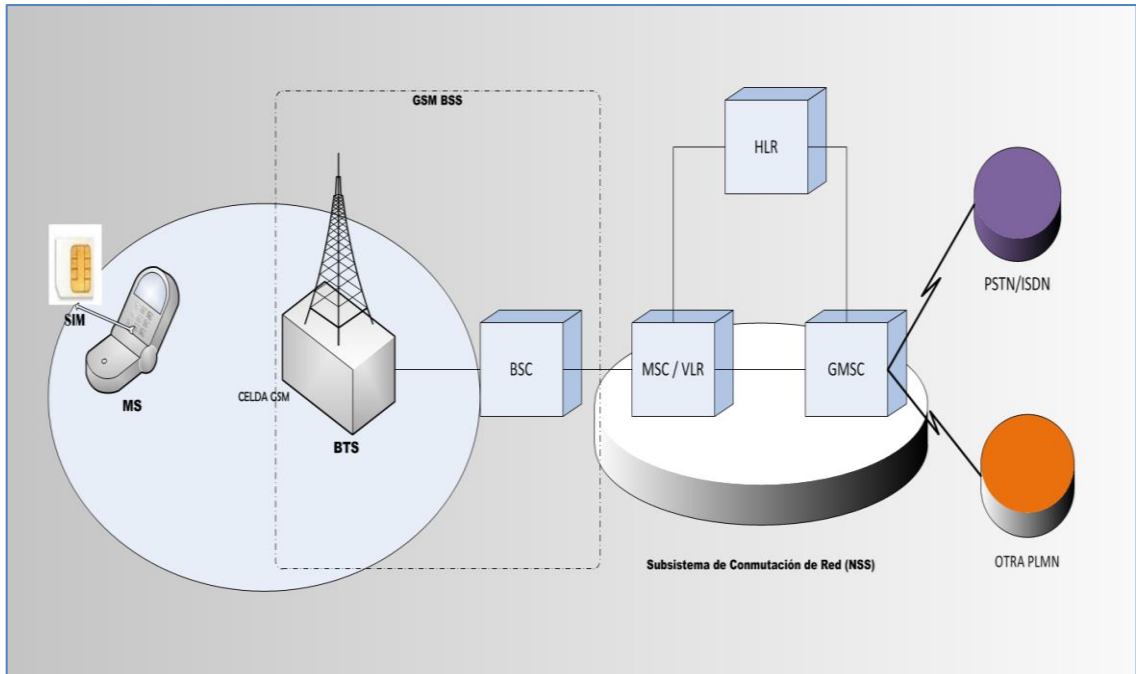 GSM BSS
HLR
SIM
MS
CELDA GSM
BTS
BSC
MSC / VLR
GMSC
PSTN/ISDN
OTRA PLMN
Subsistema de Conmutación de Red (NSS)